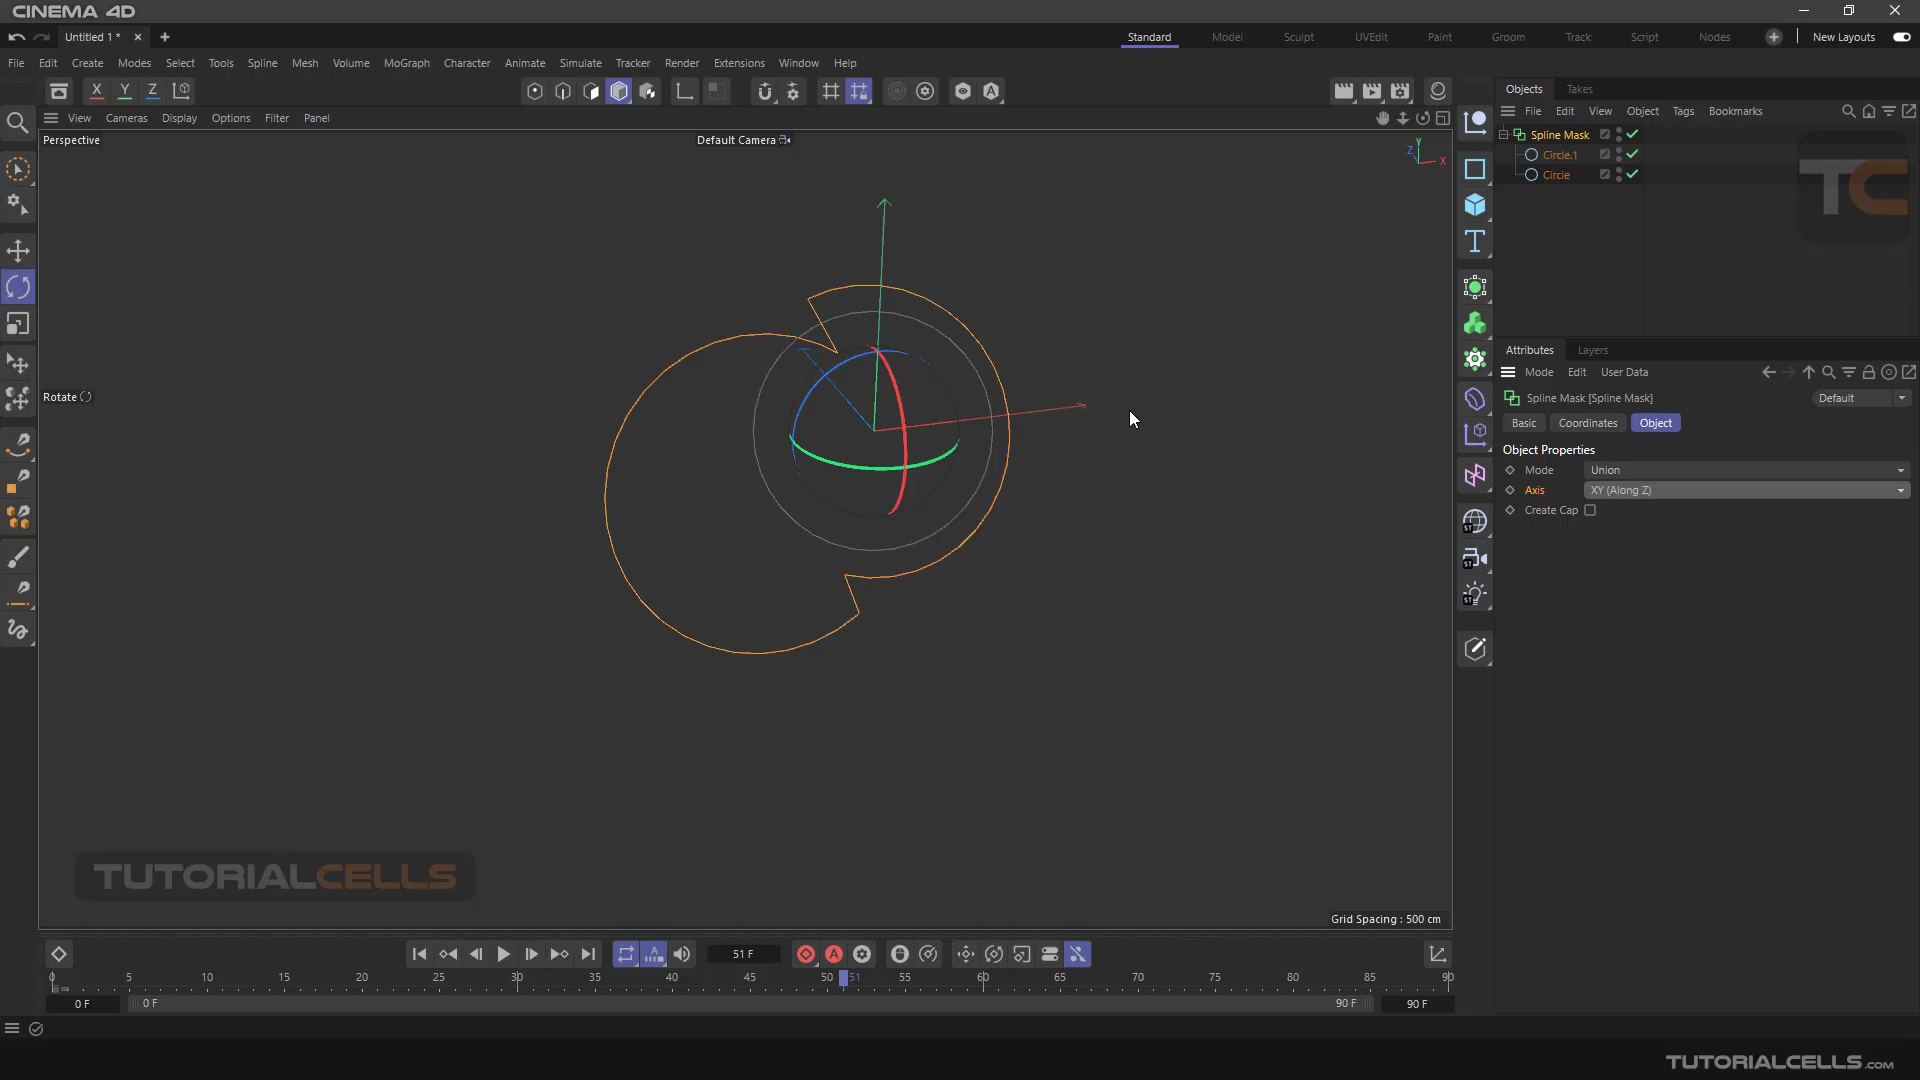 CINEMA 4D
Untitled 1 *
Standard
Model
Sculpt
UVEdit
Paint
Groom
Track
Script
Nodes
New Layouts
File Edit Create Modes Select Tools Spline Mesh Volume MoGraph Character Animate Simulate Tracker Render Extensions Window Help
X Y Z
View Cameras Display Options Filter Panel
Perspective
Default Camera
Y
Z
X
Rotate
Grid Spacing : 500 cm
TUTORIALCELLS
Objects Takes
File Edit View Object Tags Bookmarks
Spline Mask
Circle.1
Circle
TC
Attributes Layers
Mode Edit User Data
Spline Mask [Spline Mask]
Default
Basic Coordinates Object
Object Properties
Mode Union
Axis XY (Along Z)
Create Cap
51 F
0 5 10 15 20 25 30 35 40 45 50 51 55 60 65 70 75 80 85 90
0 F
0 F
90 F
90 F
TUTORIALCELLS.COM